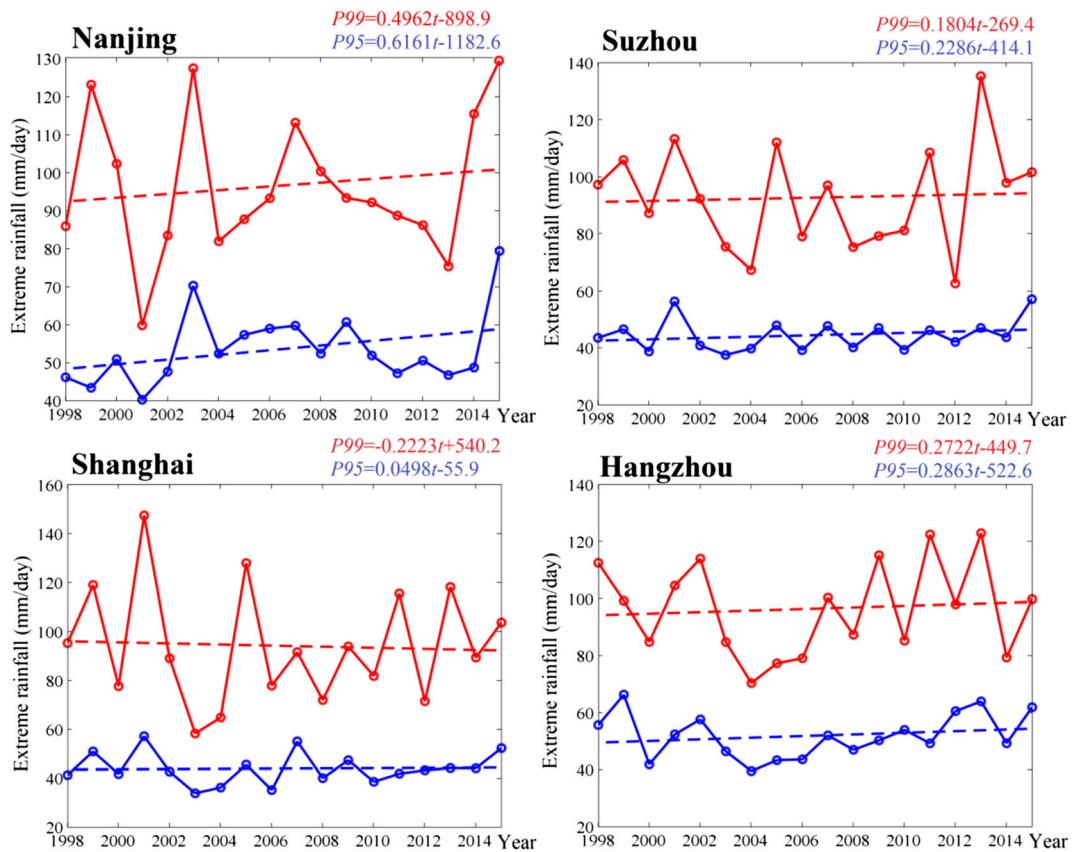 Nanjing
P99=0.4962t-898.9
P95=0.6161t-1182.6
Extreme rainfall (mm/day)
130
120
110
100
90
80
70
60
50
40
1998 2000 2002 2004 2006 2008 2010 2012 2014 Year
Suzhou
P99=0.1804t-269.4
P95=0.2286t-414.1
Extreme rainfall (mm/day)
140
120
100
80
60
40
20
1998 2000 2002 2004 2006 2008 2010 2012 2014 Year
Shanghai
P99=-0.2223t+540.2
P95=0.0498t-55.9
Extreme rainfall (mm/day)
160
140
120
100
80
60
40
20
1998 2000 2002 2004 2006 2008 2010 2012 2014 Year
Hangzhou
P99=0.2722t-449.7
P95=0.2863t-522.6
Extreme rainfall (mm/day)
140
120
100
80
60
40
20
1998 2000 2002 2004 2006 2008 2010 2012 2014 Year